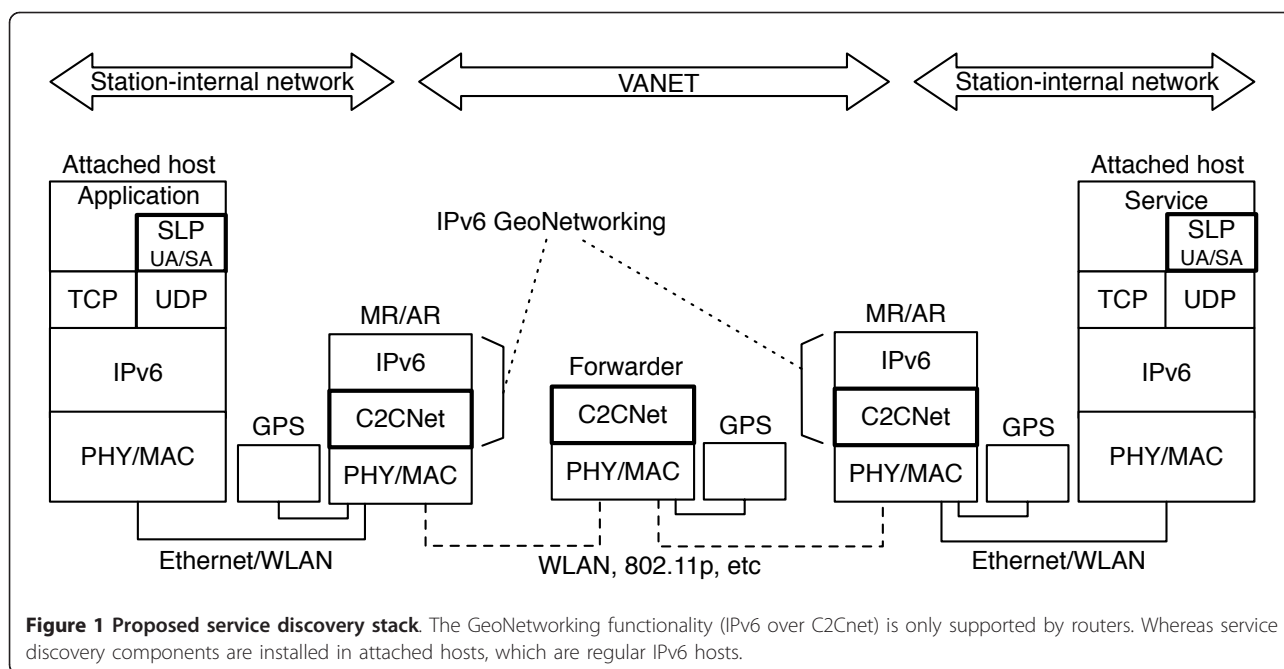 Station-internal network
VANET
Station-internal network
Attached host
Application
SLP
UA/SA
TCP
UDP
IPv6
PHY/MAC
GPS
Ethernet/WLAN
IPv6 GeoNetworking
MR/AR
IPv6
C2CNet
PHY/MAC
Forwarder
C2CNet
PHY/MAC
GPS
WLAN, 802.11p, etc
MR/AR
IPv6
C2CNet
PHY/MAC
GPS
Attached host
Service
SLP
UA/SA
TCP
UDP
IPv6
PHY/MAC
Ethernet/WLAN
Figure 1 Proposed service discovery stack. The GeoNetworking functionality (IPv6 over C2Cnet) is only supported by routers. Whereas service
discovery components are installed in attached hosts, which are regular IPv6 hosts.